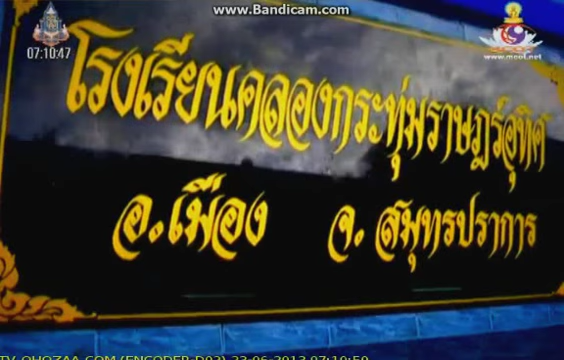 www.Bandicam.com
07:10:47
www.mcot.net
โรงเรียนคลองกระทุ่มราษฎร์อุทิศ
อ.เมือง จ. สมุทรปราการ
TV.OHOZAA.COM (ENCODER-D02) 23-06-2013 07:10:50